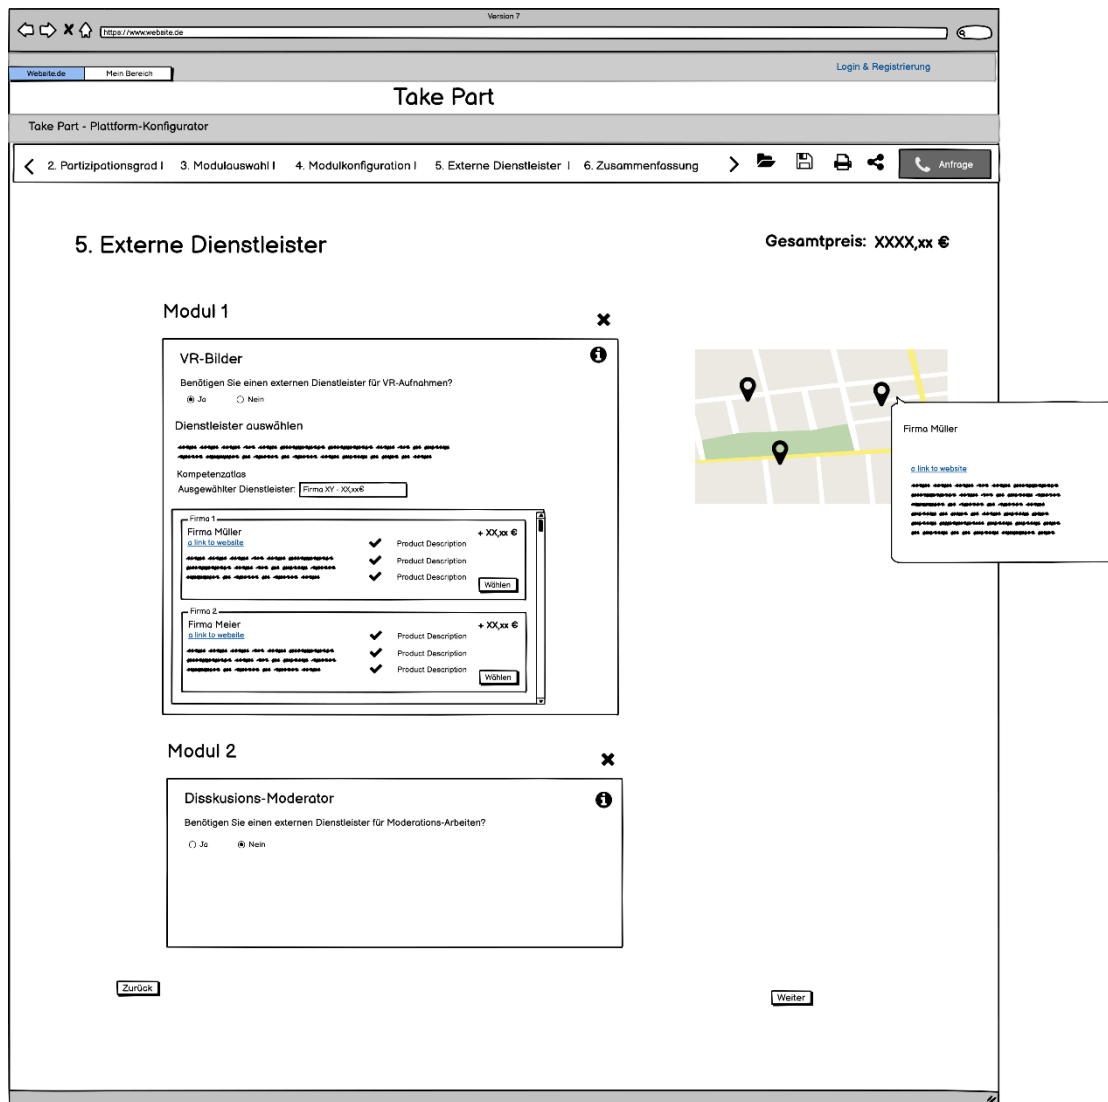 Version 7
https://www.website.de
Website.de
Mein Bereich
Login & Registrierung
Take Part
Take Part - Plattform-Konfigurator
2. Partizipationsgrad |
3. Modulauswahl |
4. Modulkonfiguration |
5. Externe Dienstleister |
6. Zusammenfassung
Anfrage
5. Externe Dienstleister
Gesamtpreis: XXXX,xx €
Modul 1
VR-Bilder
Benötigen Sie einen externen Dienstleister für VR-Aufnahmen?
Ja
Nein
Dienstleister auswählen
Kompetenzatlas
Ausgewählter Dienstleister: Firma XY - XX,xx€
Firma 1
Firma Müller
+ XX,xx €
a link to website
Product Description
Product Description
Product Description
Wählen
Firma 2
Firma Meier
+ XX,xx €
a link to website
Product Description
Product Description
Product Description
Wählen
Firma Müller
a link to website
Modul 2
Disskusions-Moderator
Benötigen Sie einen externen Dienstleister für Moderations-Arbeiten?
Ja
Nein
Zurück
Weiter